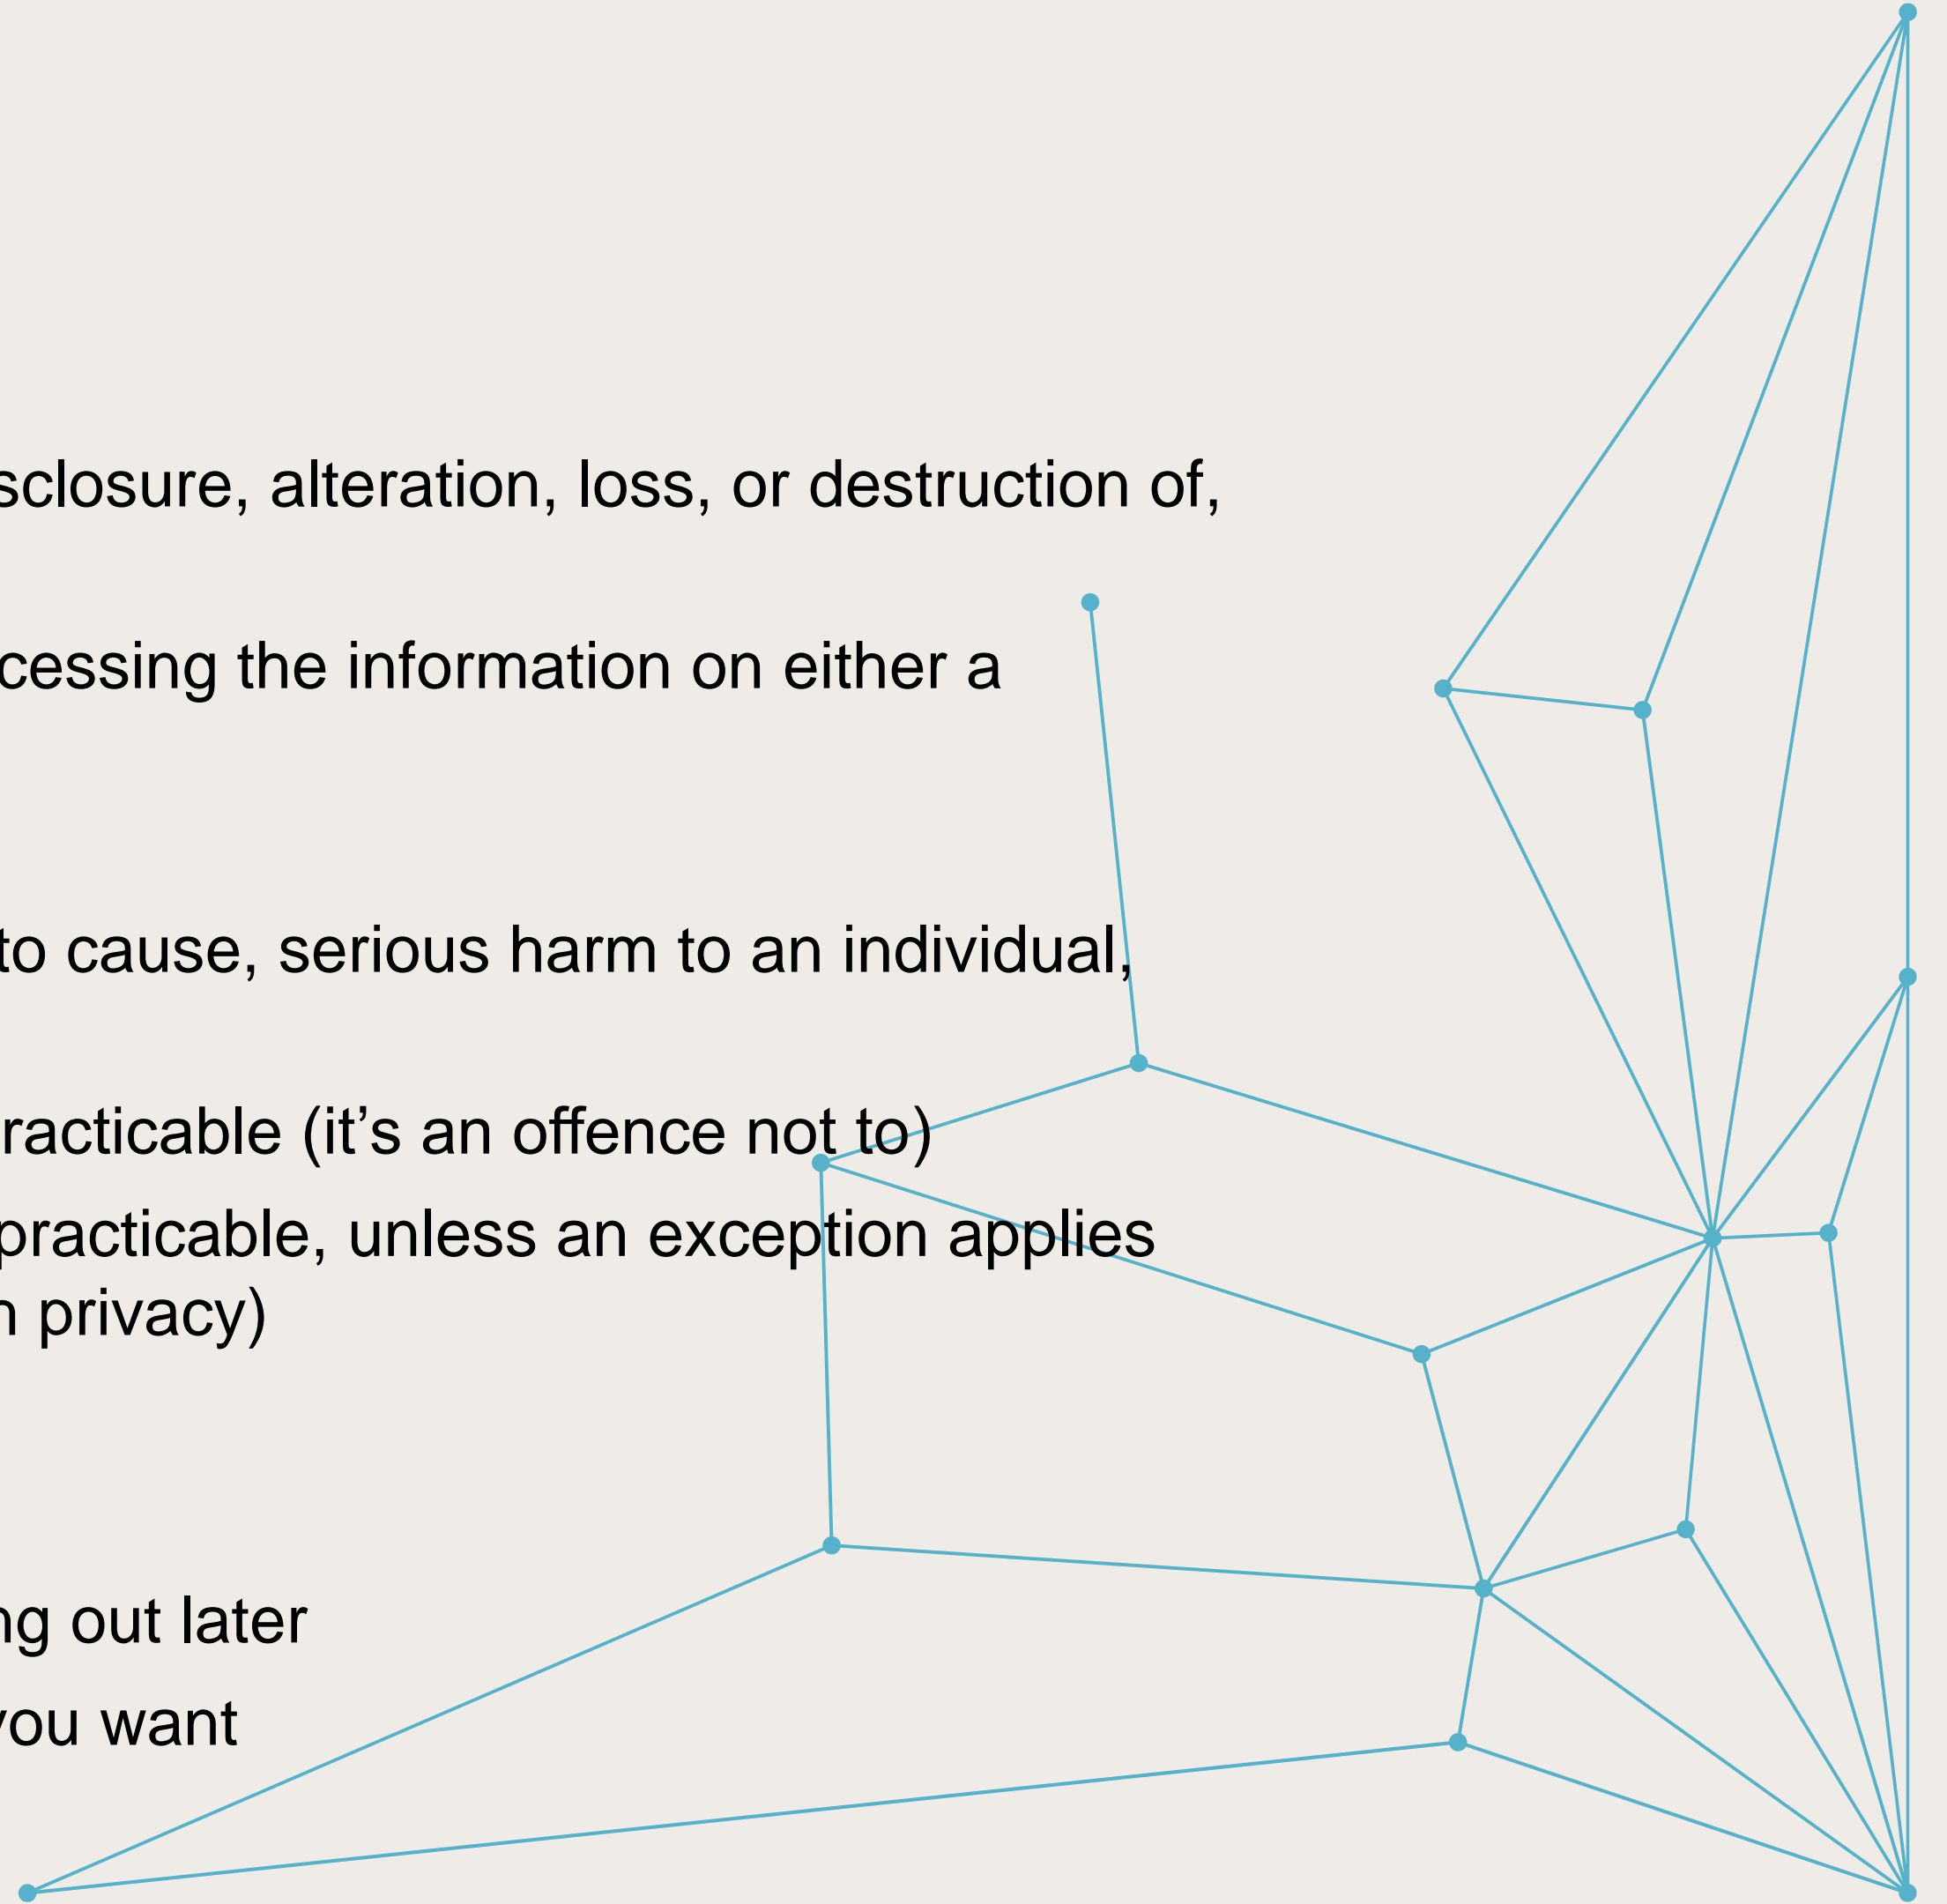 sclosure, alteration, loss, or destruction of,
cessing the information on either a
to cause, serious harm to an individual,
racticable (it's an offence not to)
practicable, unless an exception applies
n privacy)
ng out later
you want